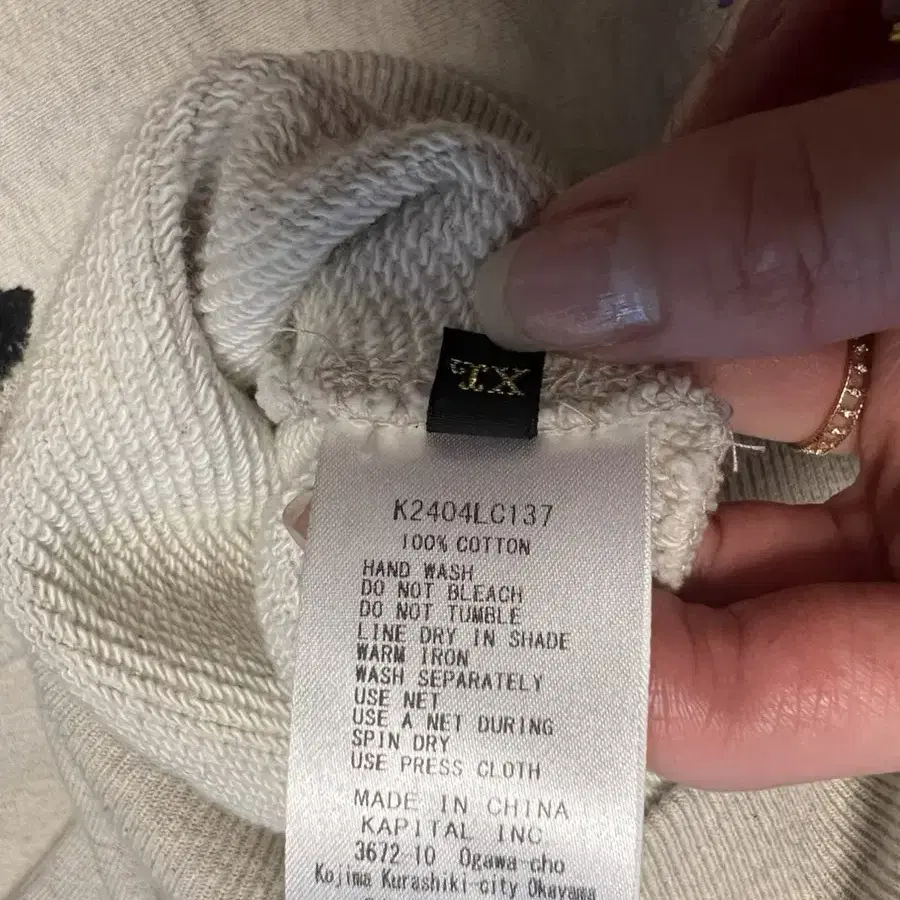 XL
K2404LC137
100% COTTON
HAND WASH
DO NOT BLEACH
DO NOT TUMBLE
LINE DRY IN SHADE
WARM IRON
WASH SEPARATELY
USE NET
USE A NET DURING
SPIN DRY
USE PRESS CLOTH
MADE IN CHINA
KAPITAL INC.
3672-10 Ogawa-cho
Kojima Kurashiki-city Okayama